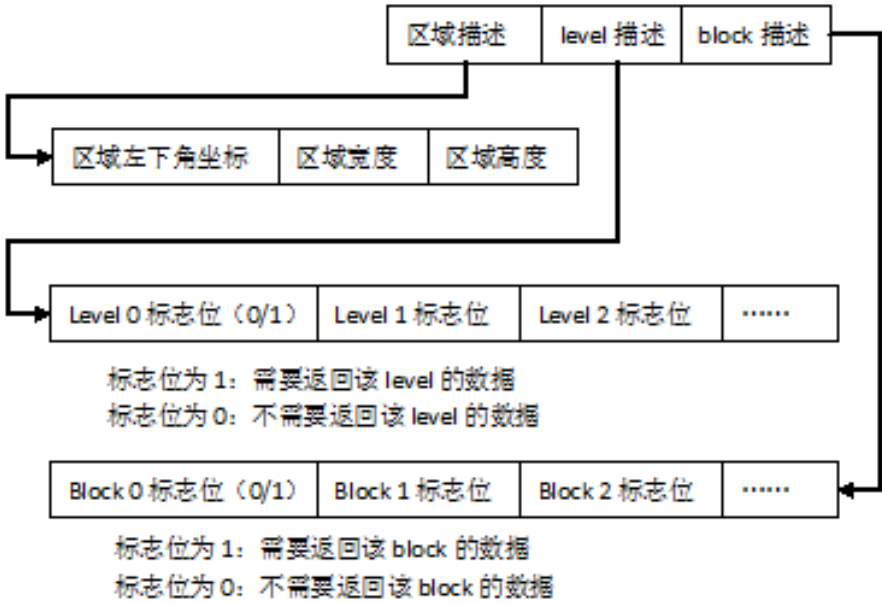 区域描述 level 描述 block 描述
区域左下角坐标 区域宽度 区域高度
Level 0 标志位（0/1） Level 1 标志位 Level 2 标志位 ……
标志位为 1：需要返回该 level 的数据
标志位为 0：不需要返回该 level 的数据
Block 0 标志位（0/1） Block 1 标志位 Block 2 标志位 ……
标志位为 1：需要返回该 block 的数据
标志位为 0：不需要返回该 block 的数据